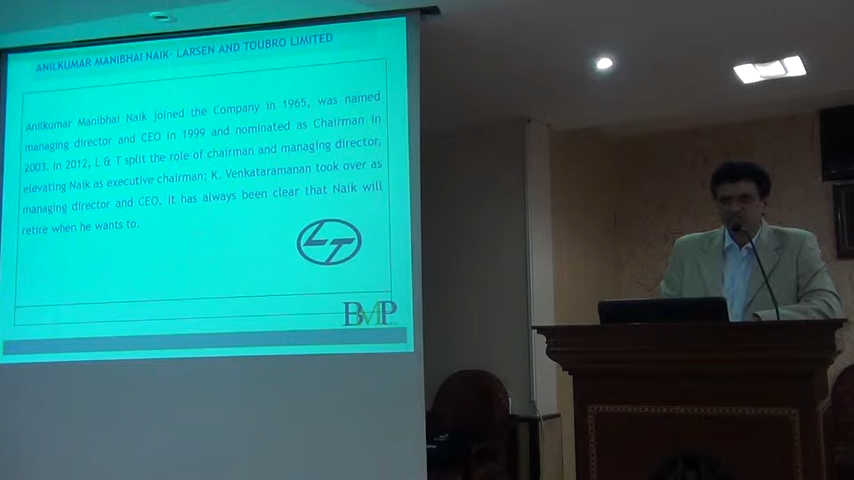 ANILKUMAR MANIBHAI NAIK- LARSEN AND TOUBRO LIMITED
Anilkumar Manibhai Naik joined the Company in 1965, was named
managing director and CEO in 1999 and nominated as Chairman in
2003. In 2012, L & T split the role of chairman and managing director,
elevating Naik as executive chairman; K. Venkataramanan took over as
managing director and CEO. It has always been clear that Naik will
retire when he wants to.
LT
BMP